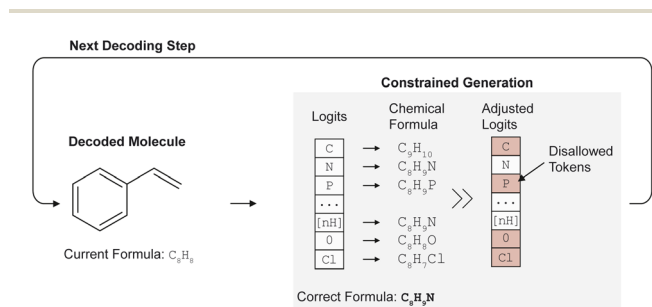 Next Decoding Step
Constrained Generation
Logits
Chemical
Formula
Adjusted
Logits
Decoded Molecule
Current Formula: C₈H₈
C → C₉H₁₀ C
N → C₈H₉N N
P → C₈H₉P P
... ...
[nH] → C₈H₉N [nH]
O → C₈H₈O O
Cl → C₈H₇Cl Cl
Disallowed
Tokens
Correct Formula: C₈H₉N